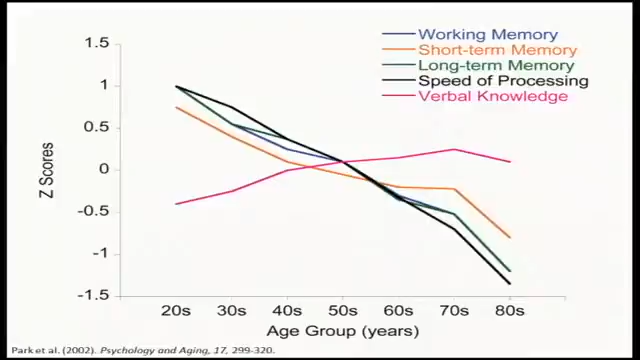 1.5
1
0.5
0
-0.5
-1
-1.5
Z Scores
Working Memory
Short-term Memory
Long-term Memory
Speed of Processing
Verbal Knowledge
20s 30s 40s 50s 60s 70s 80s
Age Group (years)
Park et al. (2002). Psychology and Aging, 17, 299-320.